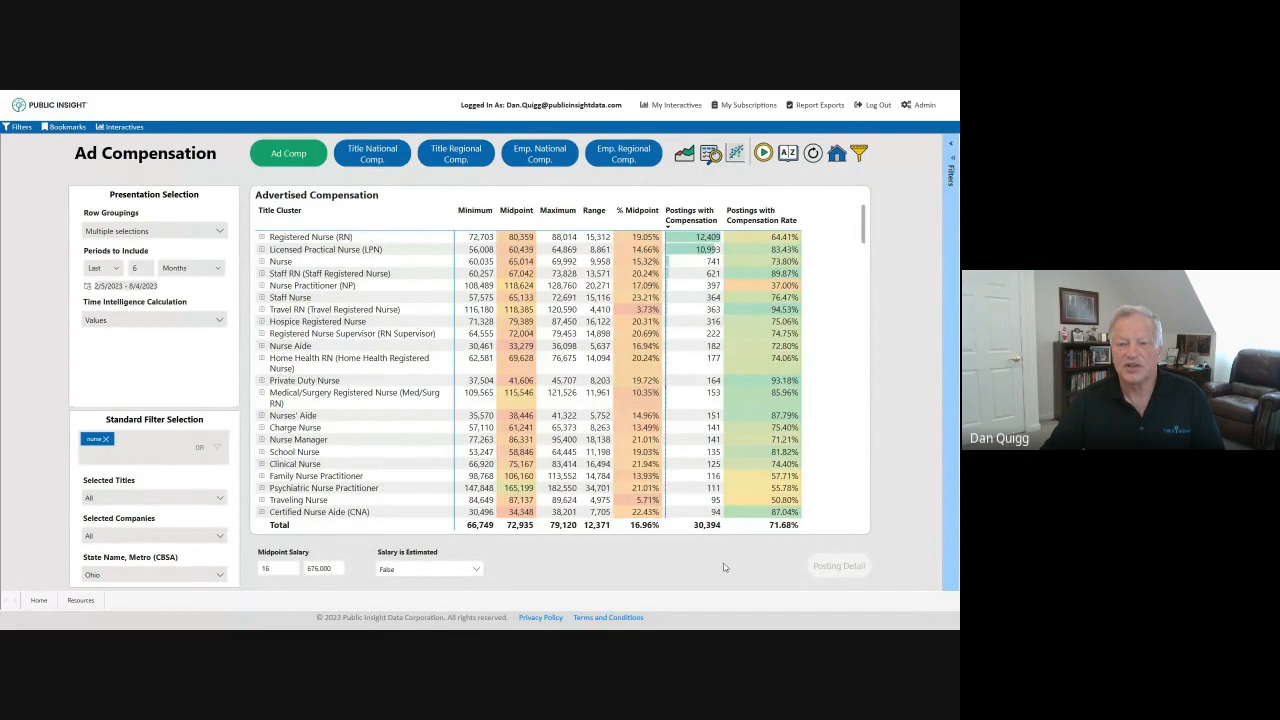 PUBLIC INSIGHT
Logged In As: Dan.Quigg@publicinsightdata.com
My Interactives
My Subscriptions
Report Exports
Log Out
Admin
Filters
Bookmarks
Interactives
Ad Compensation
Ad Comp
Title National
Comp.
Title Regional
Comp.
Emp. National
Comp.
Emp. Regional
Comp.
A Z
Filters
Presentation Selection
Row Groupings
Multiple selections
Periods to Include
Last 6 Months
2/5/2023 - 8/4/2023
Time Intelligence Calculation
Values
Standard Filter Selection
nurse X
OR
Selected Titles
All
Selected Companies
All
State Name, Metro (CBSA)
Ohio
Advertised Compensation
Title Cluster Minimum Midpoint Maximum Range % Midpoint Postings with Compensation Postings with Compensation Rate
Registered Nurse (RN) 72,703 80,359 88,014 15,312 19.05% 12,409 64.41%
Licensed Practical Nurse (LPN) 56,008 60,439 64,869 8,861 14.66% 10,993 83.43%
Nurse 60,035 65,014 69,992 9,958 15.32% 741 73.80%
Staff RN (Staff Registered Nurse) 60,257 67,042 73,828 13,571 20.24% 621 89.87%
Nurse Practitioner (NP) 108,489 118,624 128,760 20,271 17.09% 397 37.00%
Staff Nurse 57,575 65,133 72,691 15,116 23.21% 364 76.47%
Travel RN (Travel Registered Nurse) 116,180 118,385 120,590 4,410 3.73% 363 94.53%
Hospice Registered Nurse 71,328 79,389 87,450 16,122 20.31% 316 75.06%
Registered Nurse Supervisor (RN Supervisor) 64,555 72,004 79,453 14,898 20.69% 222 74.75%
Nurse Aide 30,461 33,279 36,098 5,637 16.94% 182 72.80%
Home Health RN (Home Health Registered 62,581 69,628 76,675 14,094 20.24% 177 74.06%
Nurse)
Private Duty Nurse 37,504 41,606 45,707 8,203 19.72% 164 93.18%
Medical/Surgery Registered Nurse (Med/Surg 109,565 115,546 121,526 11,961 10.35% 153 85.96%
RN)
Nurses' Aide 35,570 38,446 41,322 5,752 14.96% 151 87.79%
Charge Nurse 57,110 61,241 65,373 8,263 13.49% 141 75.40%
Nurse Manager 77,263 86,331 95,400 18,138 21.01% 141 71.21%
School Nurse 53,247 58,846 64,445 11,198 19.03% 135 81.82%
Clinical Nurse 66,920 75,167 83,414 16,494 21.94% 125 74.40%
Family Nurse Practitioner 98,768 106,160 113,552 14,784 13.93% 116 57.71%
Psychiatric Nurse Practitioner 147,848 165,199 182,550 34,701 21.01% 111 55.78%
Traveling Nurse 84,649 87,137 89,624 4,975 5.71% 95 50.80%
Certified Nurse Aide (CNA) 30,496 34,348 38,201 7,705 22.43% 94 87.04%
Total 66,749 72,935 79,120 12,371 16.96% 30,394 71.68%
Midpoint Salary
16 676,000
Salary is Estimated
False
Posting Detail
Home
Resources
© 2023 Public Insight Data Corporation. All rights reserved. Privacy Policy Terms and Conditions
Dan Quigg